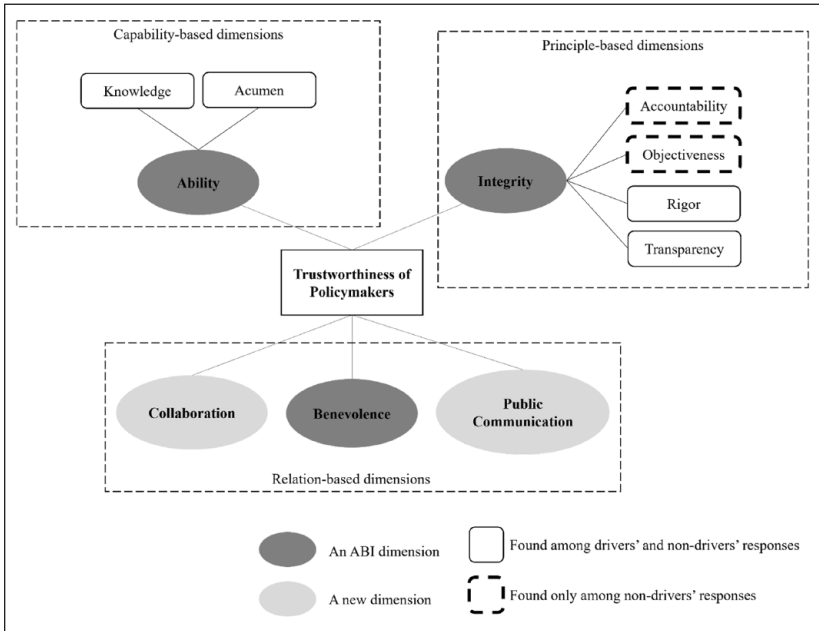 Capability-based dimensions
Principle-based dimensions
Knowledge
Acumen
Ability
Accountability
Objectiveness
Integrity
Rigor
Transparency
Trustworthiness of
Policymakers
Collaboration
Benevolence
Public
Communication
Relation-based dimensions
An ABI dimension
Found among drivers’ and non-drivers’ responses
A new dimension
Found only among non-drivers’ responses